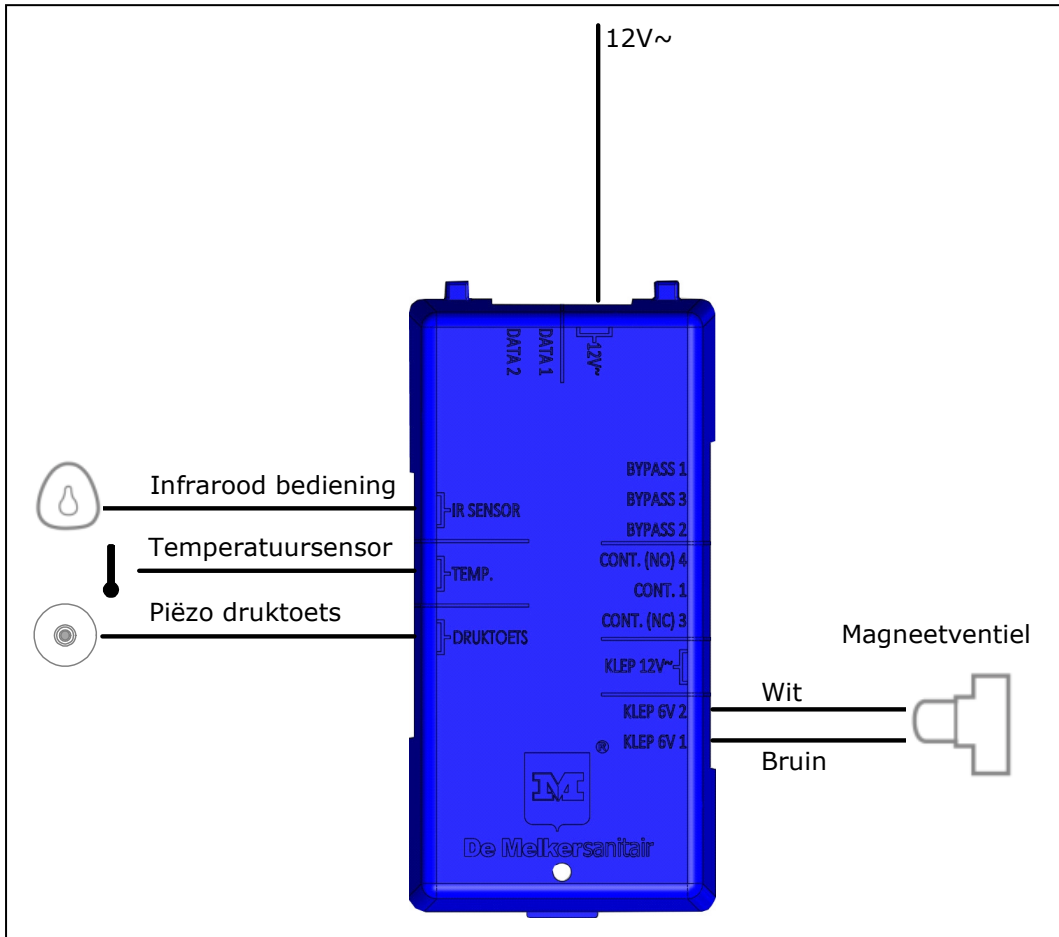 12V~
DATA 2
DATA 1
12V~
BYPASS 1
Infrarood bediening
BYPASS 3
IR SENSOR
BYPASS 2
Temperatuursensor
CONT. (NO) 4
TEMP.
CONT. 1
Piëzo druktoets
CONT. (NC) 3
DRUKTOETS
Magneetventiel
KLEP 12V~
Wit
KLEP 6V 2
KLEP 6V 1
Bruin
®
M
De Melkersanitair